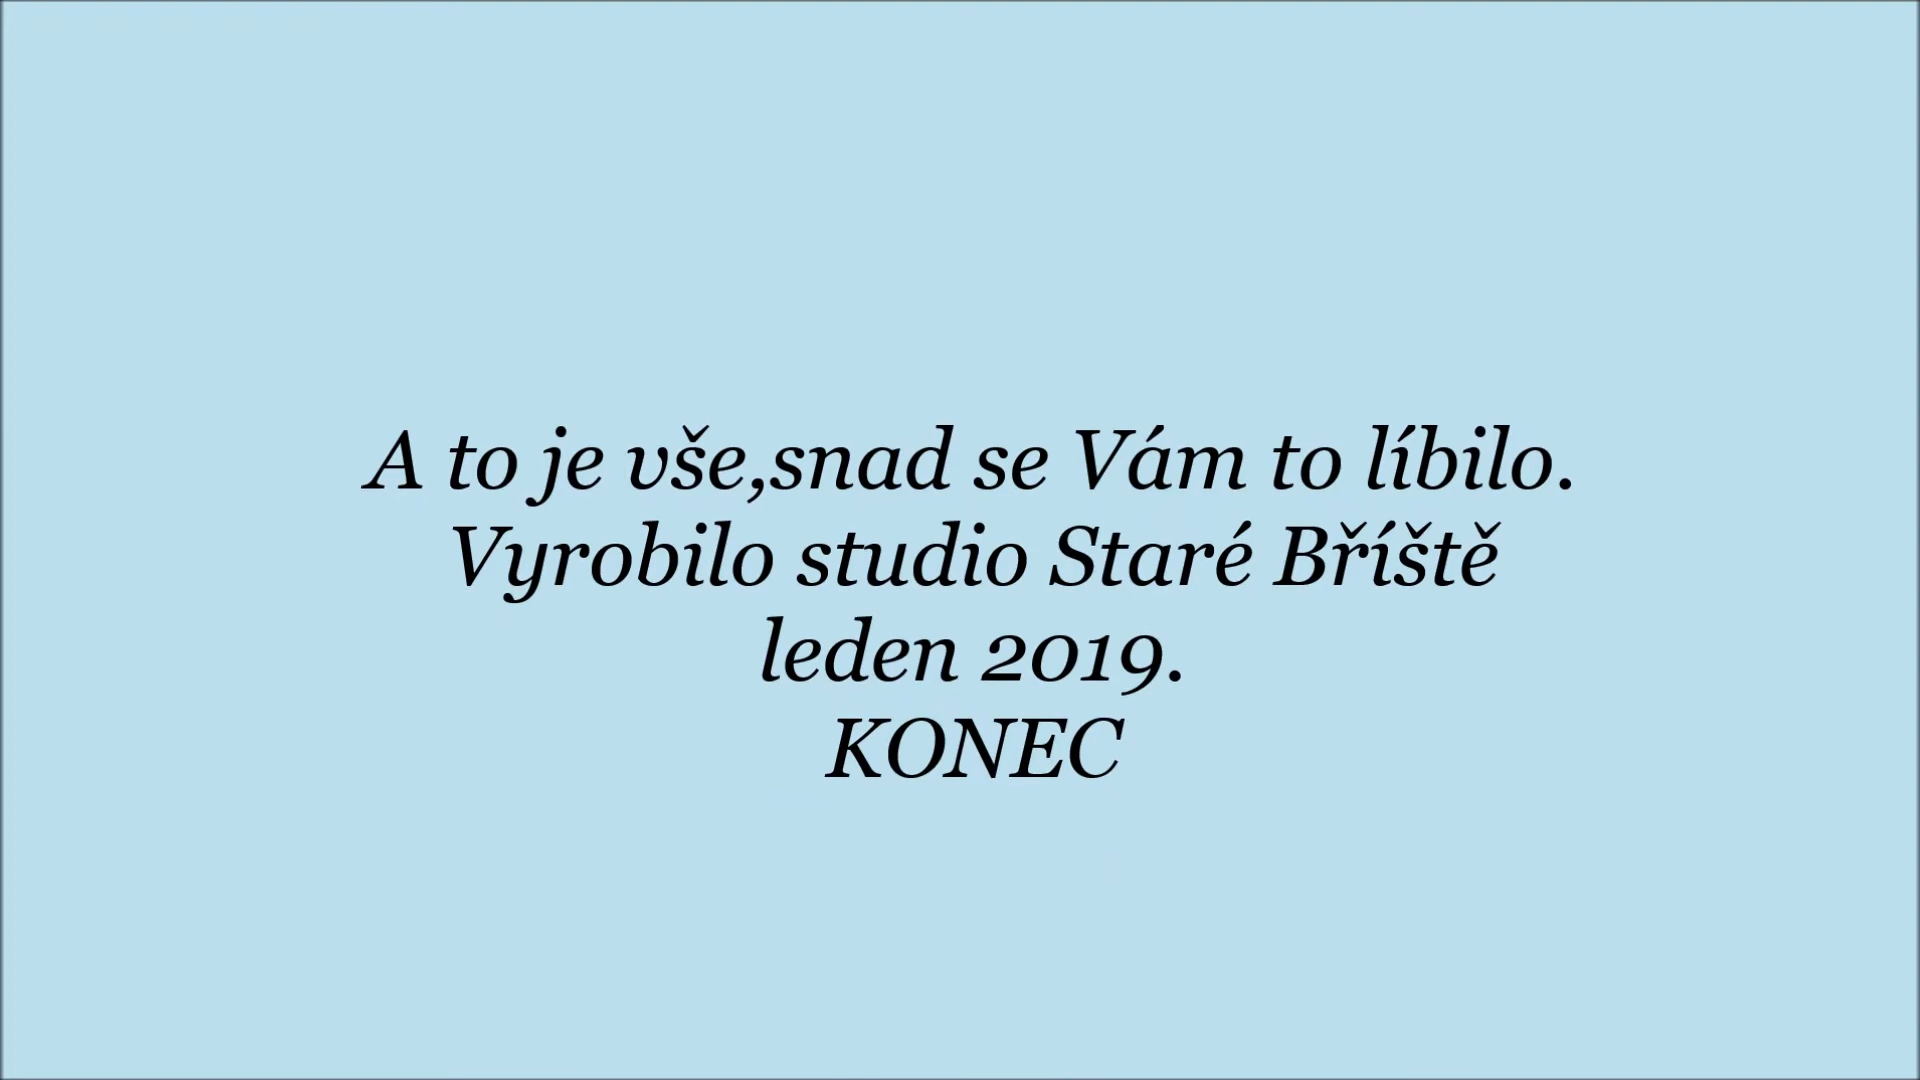 A to je vše,snad se Vám to líbilo.
Vyrobilo studio Staré Bříště
leden 2019.
KONEC